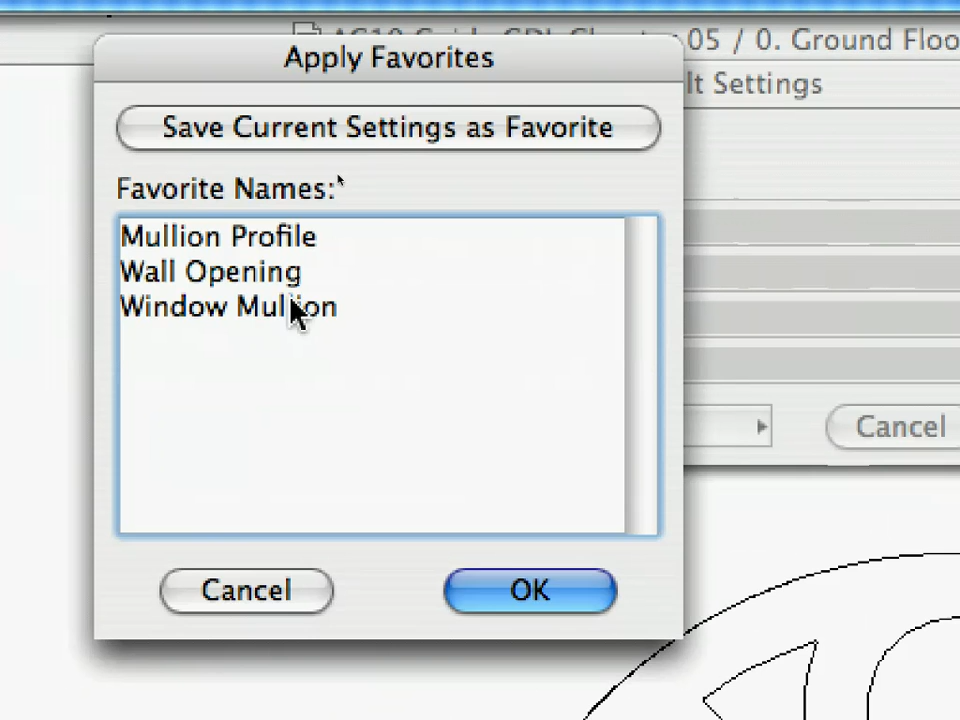 05 / 0. Ground Floo
Apply Favorites
lt Settings
Save Current Settings as Favorite
Favorite Names:
Mullion Profile
Wall Opening
Window Mullion
Cancel
Cancel
OK